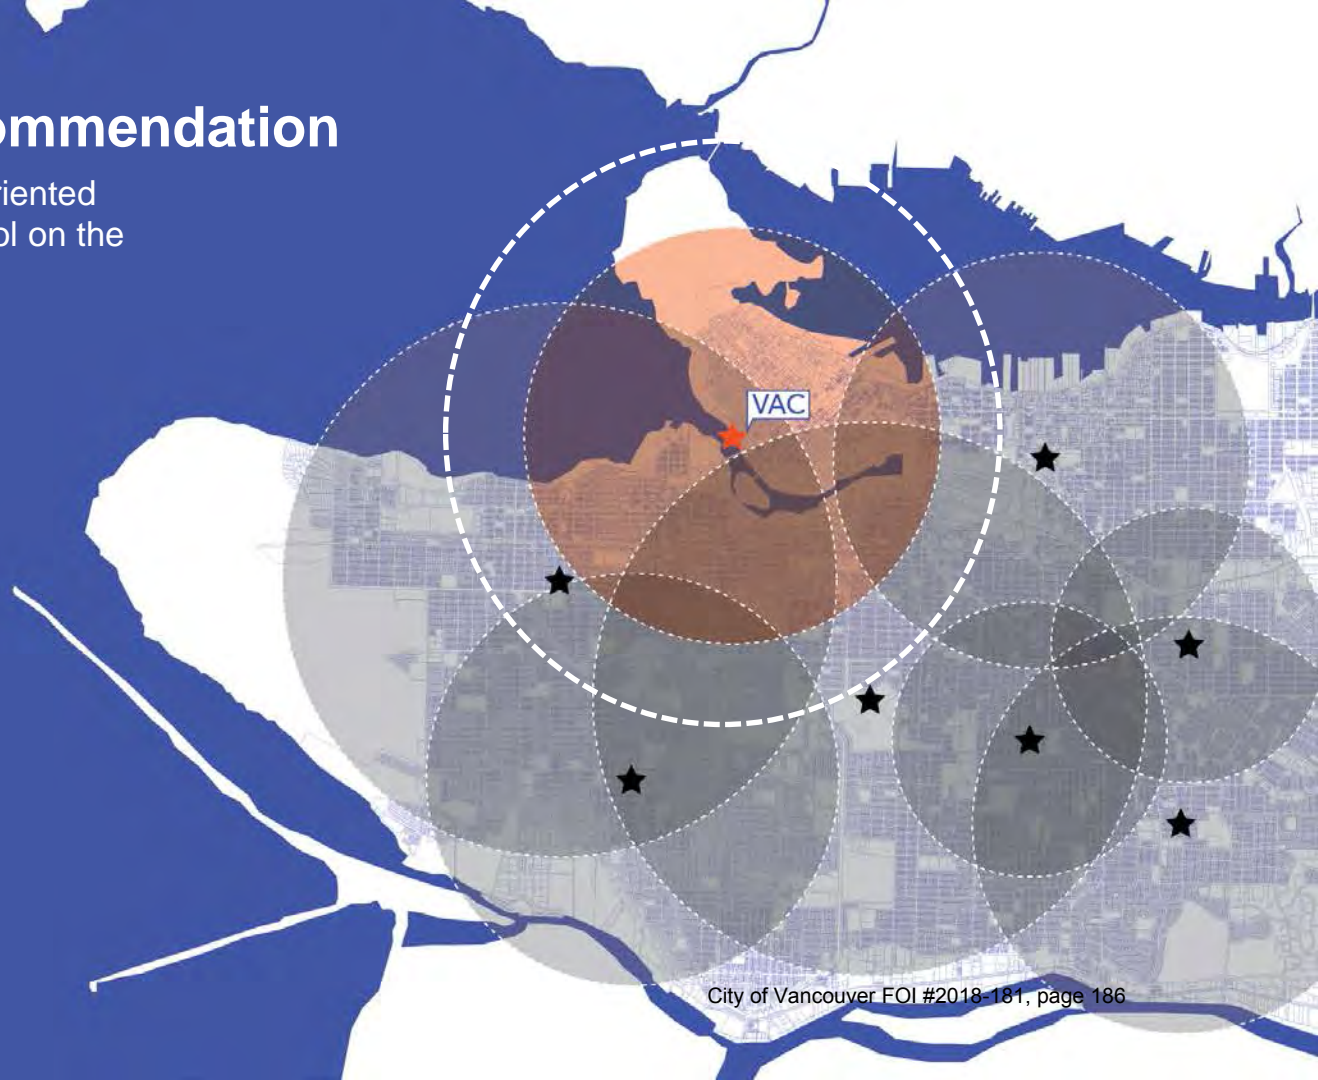 ommendation
riented
ol on the
VAC
City of Vancouver FOI #2018-181, page 186